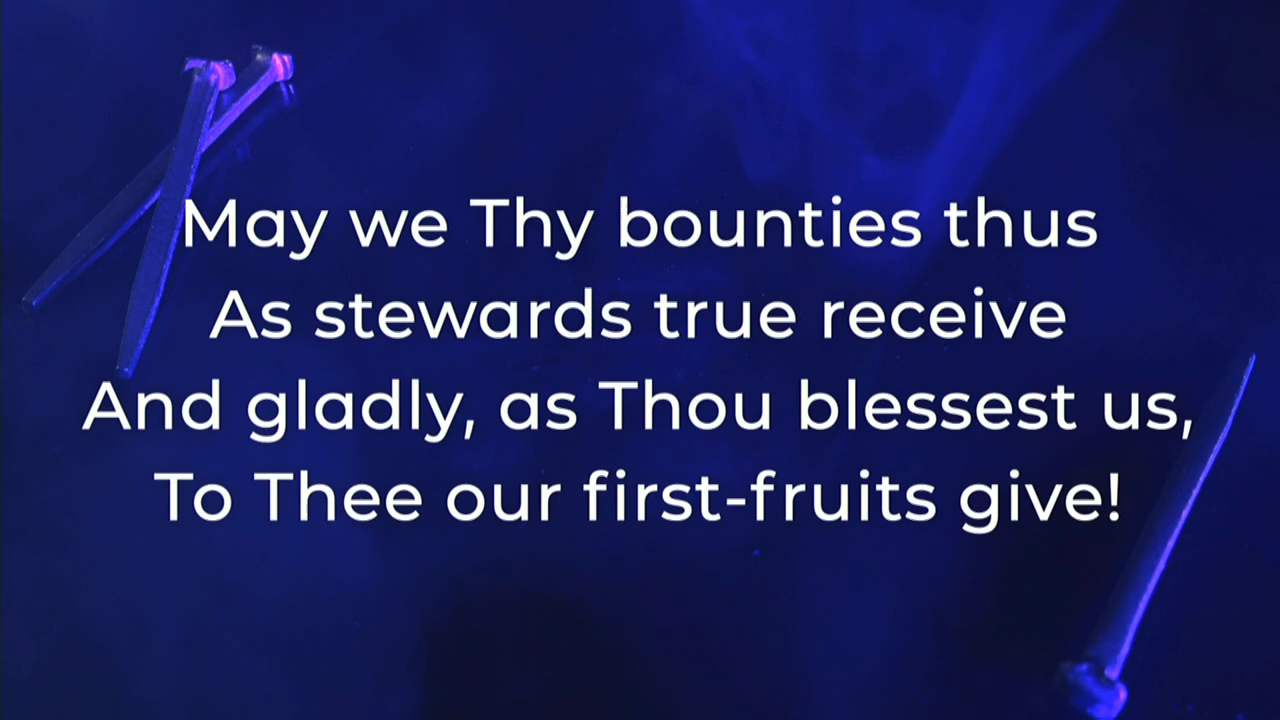 May we Thy bounties thus
As stewards true receive
And gladly, as Thou blessest us,
To Thee our first-fruits give!